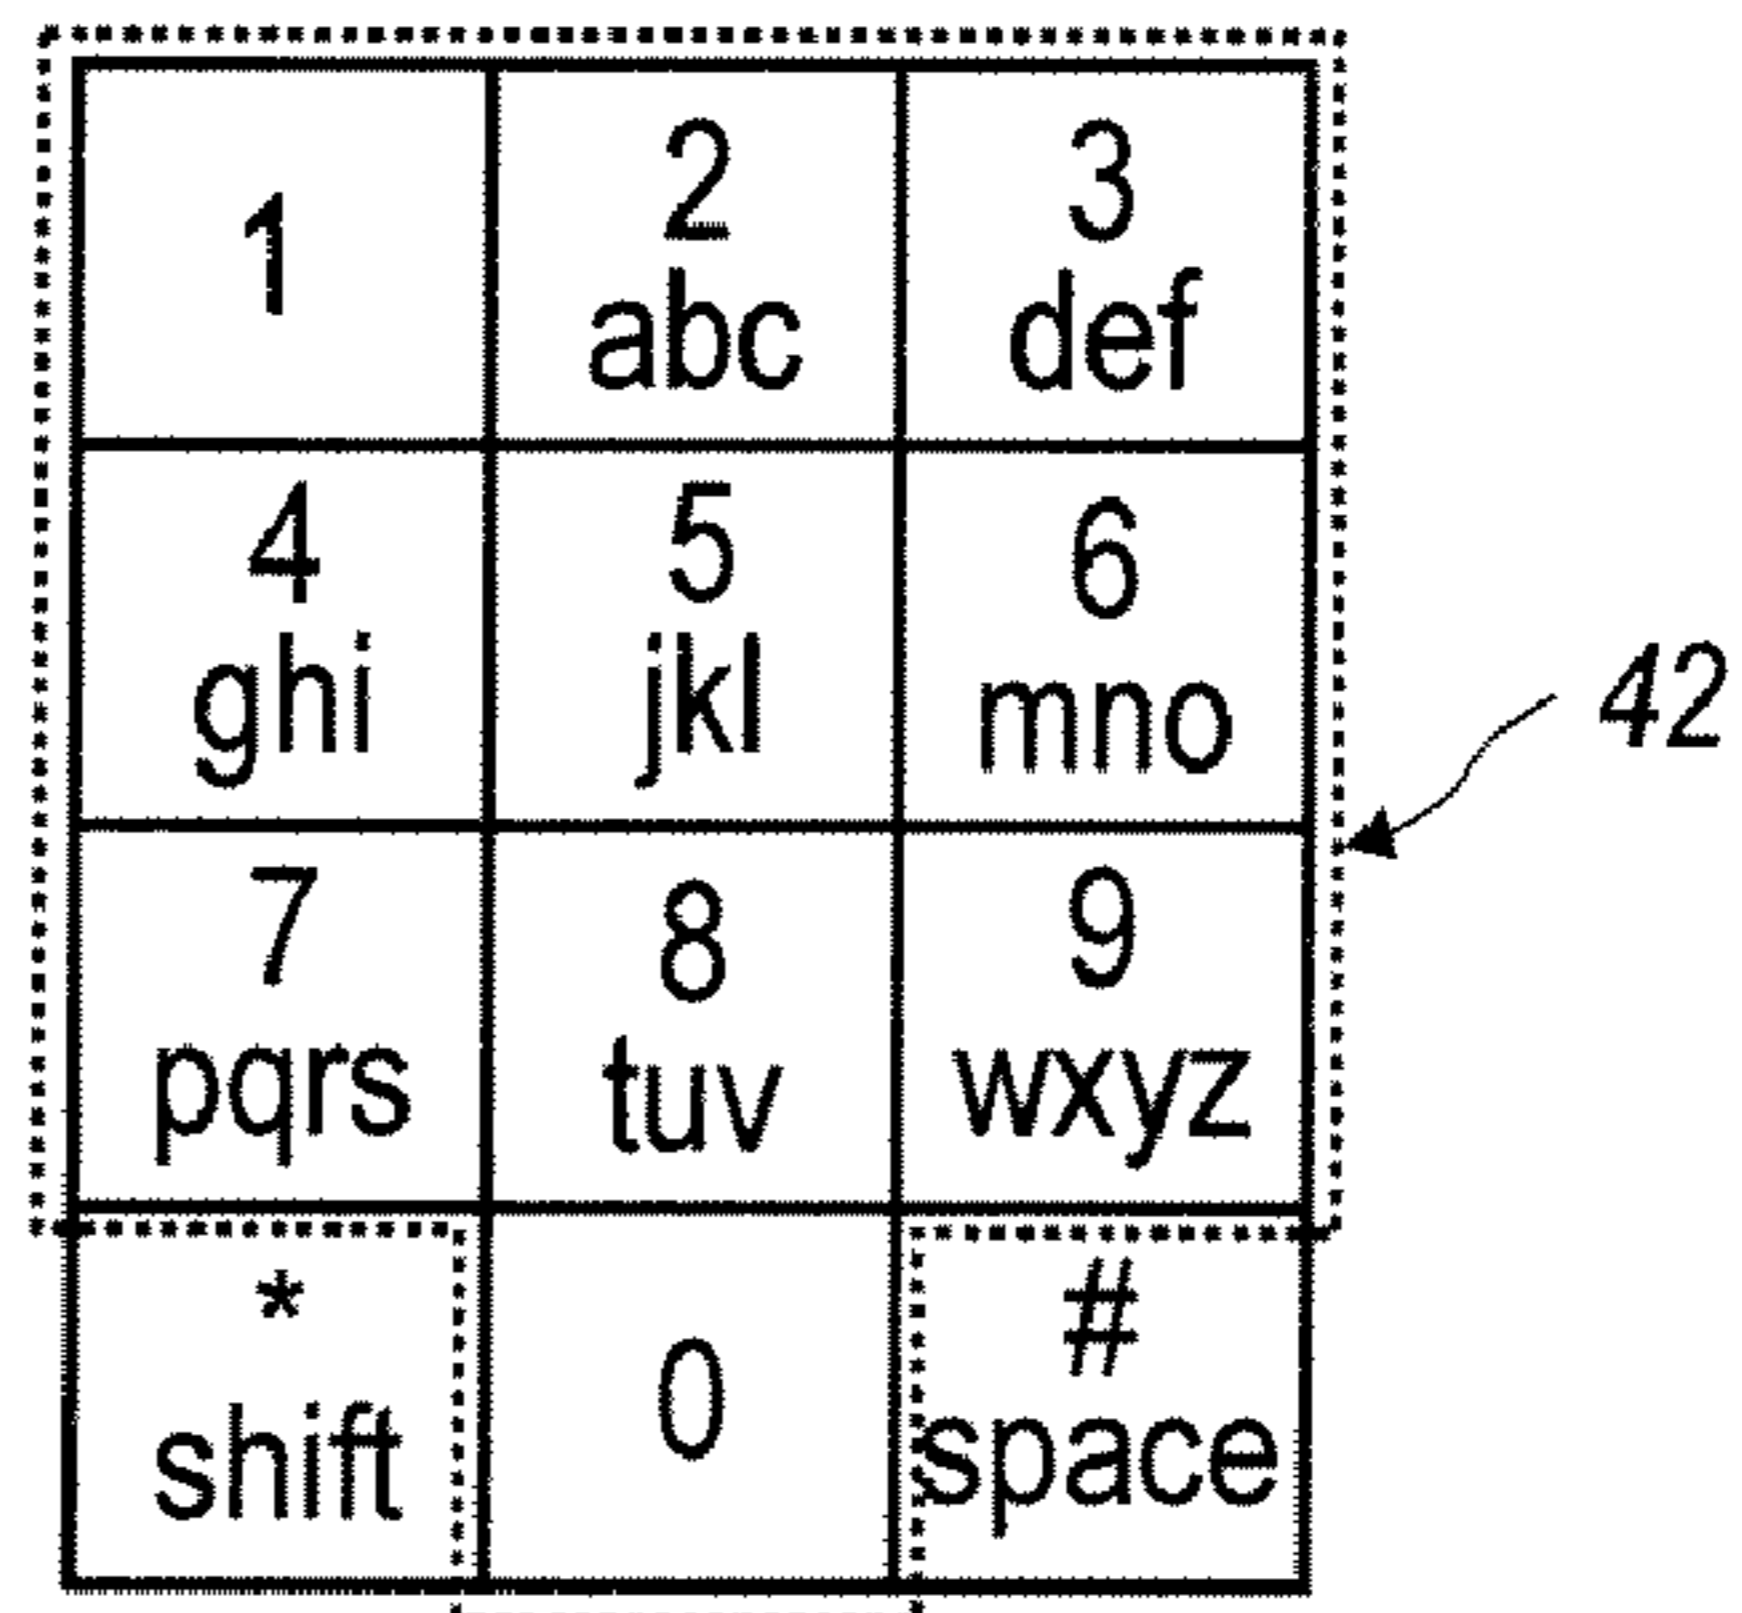 1 2 3
abc def
4 5 6
ghi jkl mno
42
7 8 9
pqrs tuv wxyz
* 0 #
shift space